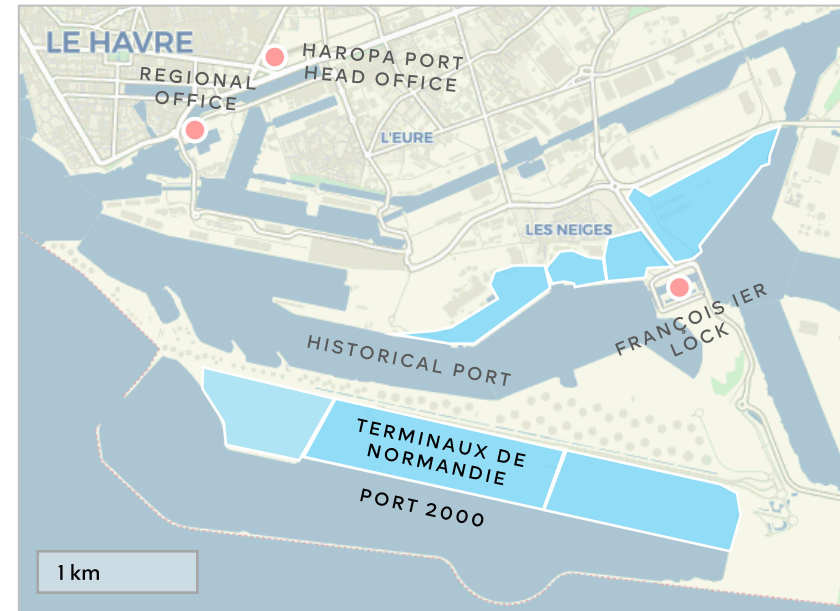 LE HAVRE
HAROPA PORT
HEAD OFFICE
REGIONAL
OFFICE
L'EURE
LES NEIGES
FRANÇOIS IER
LOCK
HISTORICAL PORT
TERMINAUX DE
NORMANDIE
PORT 2000
1 km